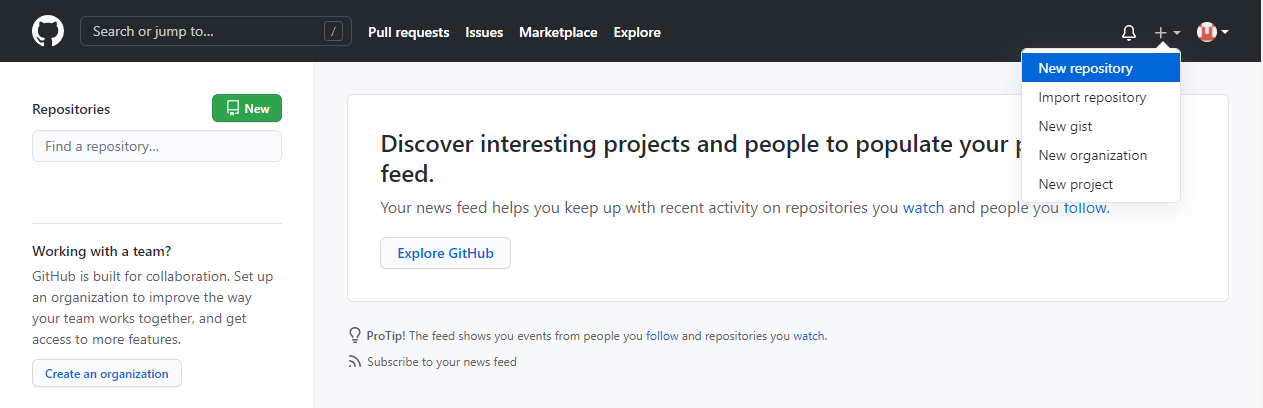 Search or jump to... /
Pull requests
Issues
Marketplace
Explore
New repository
Import repository
New gist
New organization
New project
Repositories
New
Find a repository...
Working with a team?
GitHub is built for collaboration. Set up
an organization to improve the way
your team works together, and get
access to more features.
Create an organization
Discover interesting projects and people to populate your
feed.
Your news feed helps you keep up with recent activity on repositories you watch and people you follow.
Explore GitHub
ProTip! The feed shows you events from people you follow and repositories you watch.
Subscribe to your news feed